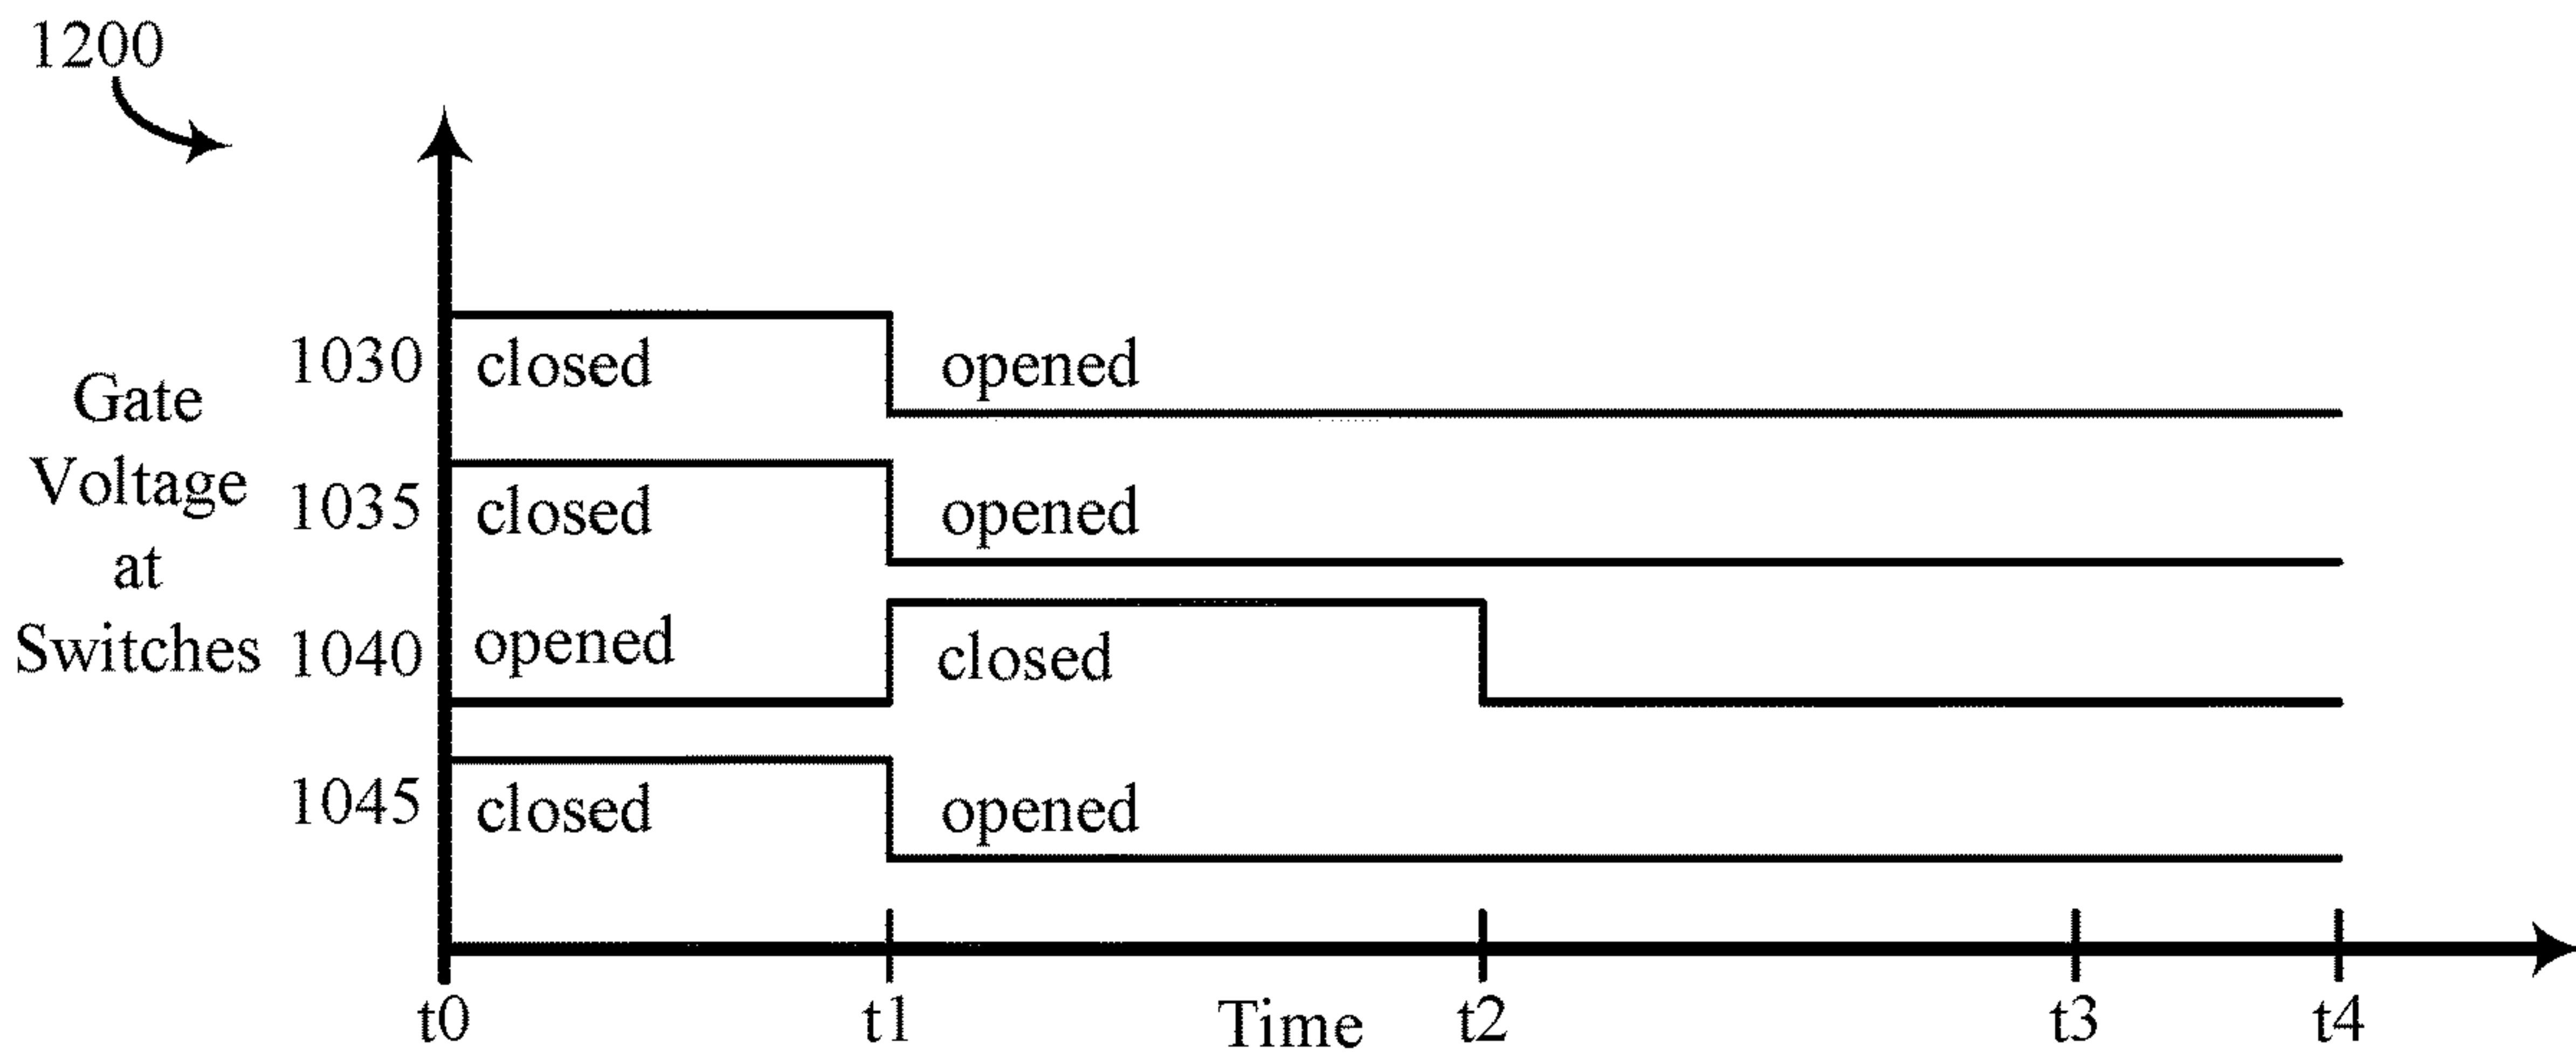 1200
Gate
Voltage
at
Switches
1030 closed opened
1035 closed opened
1040 opened closed
1045 closed opened
t0 t1 Time t2 t3 t4